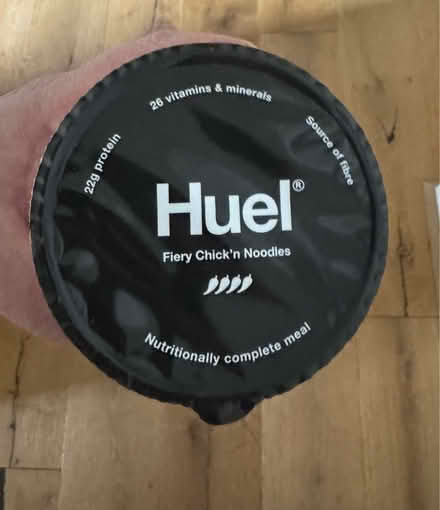 26 vitamins & minerals
22g protein
Source of fibre
Huel®
Fiery Chick'n Noodles
Nutritionally complete meal